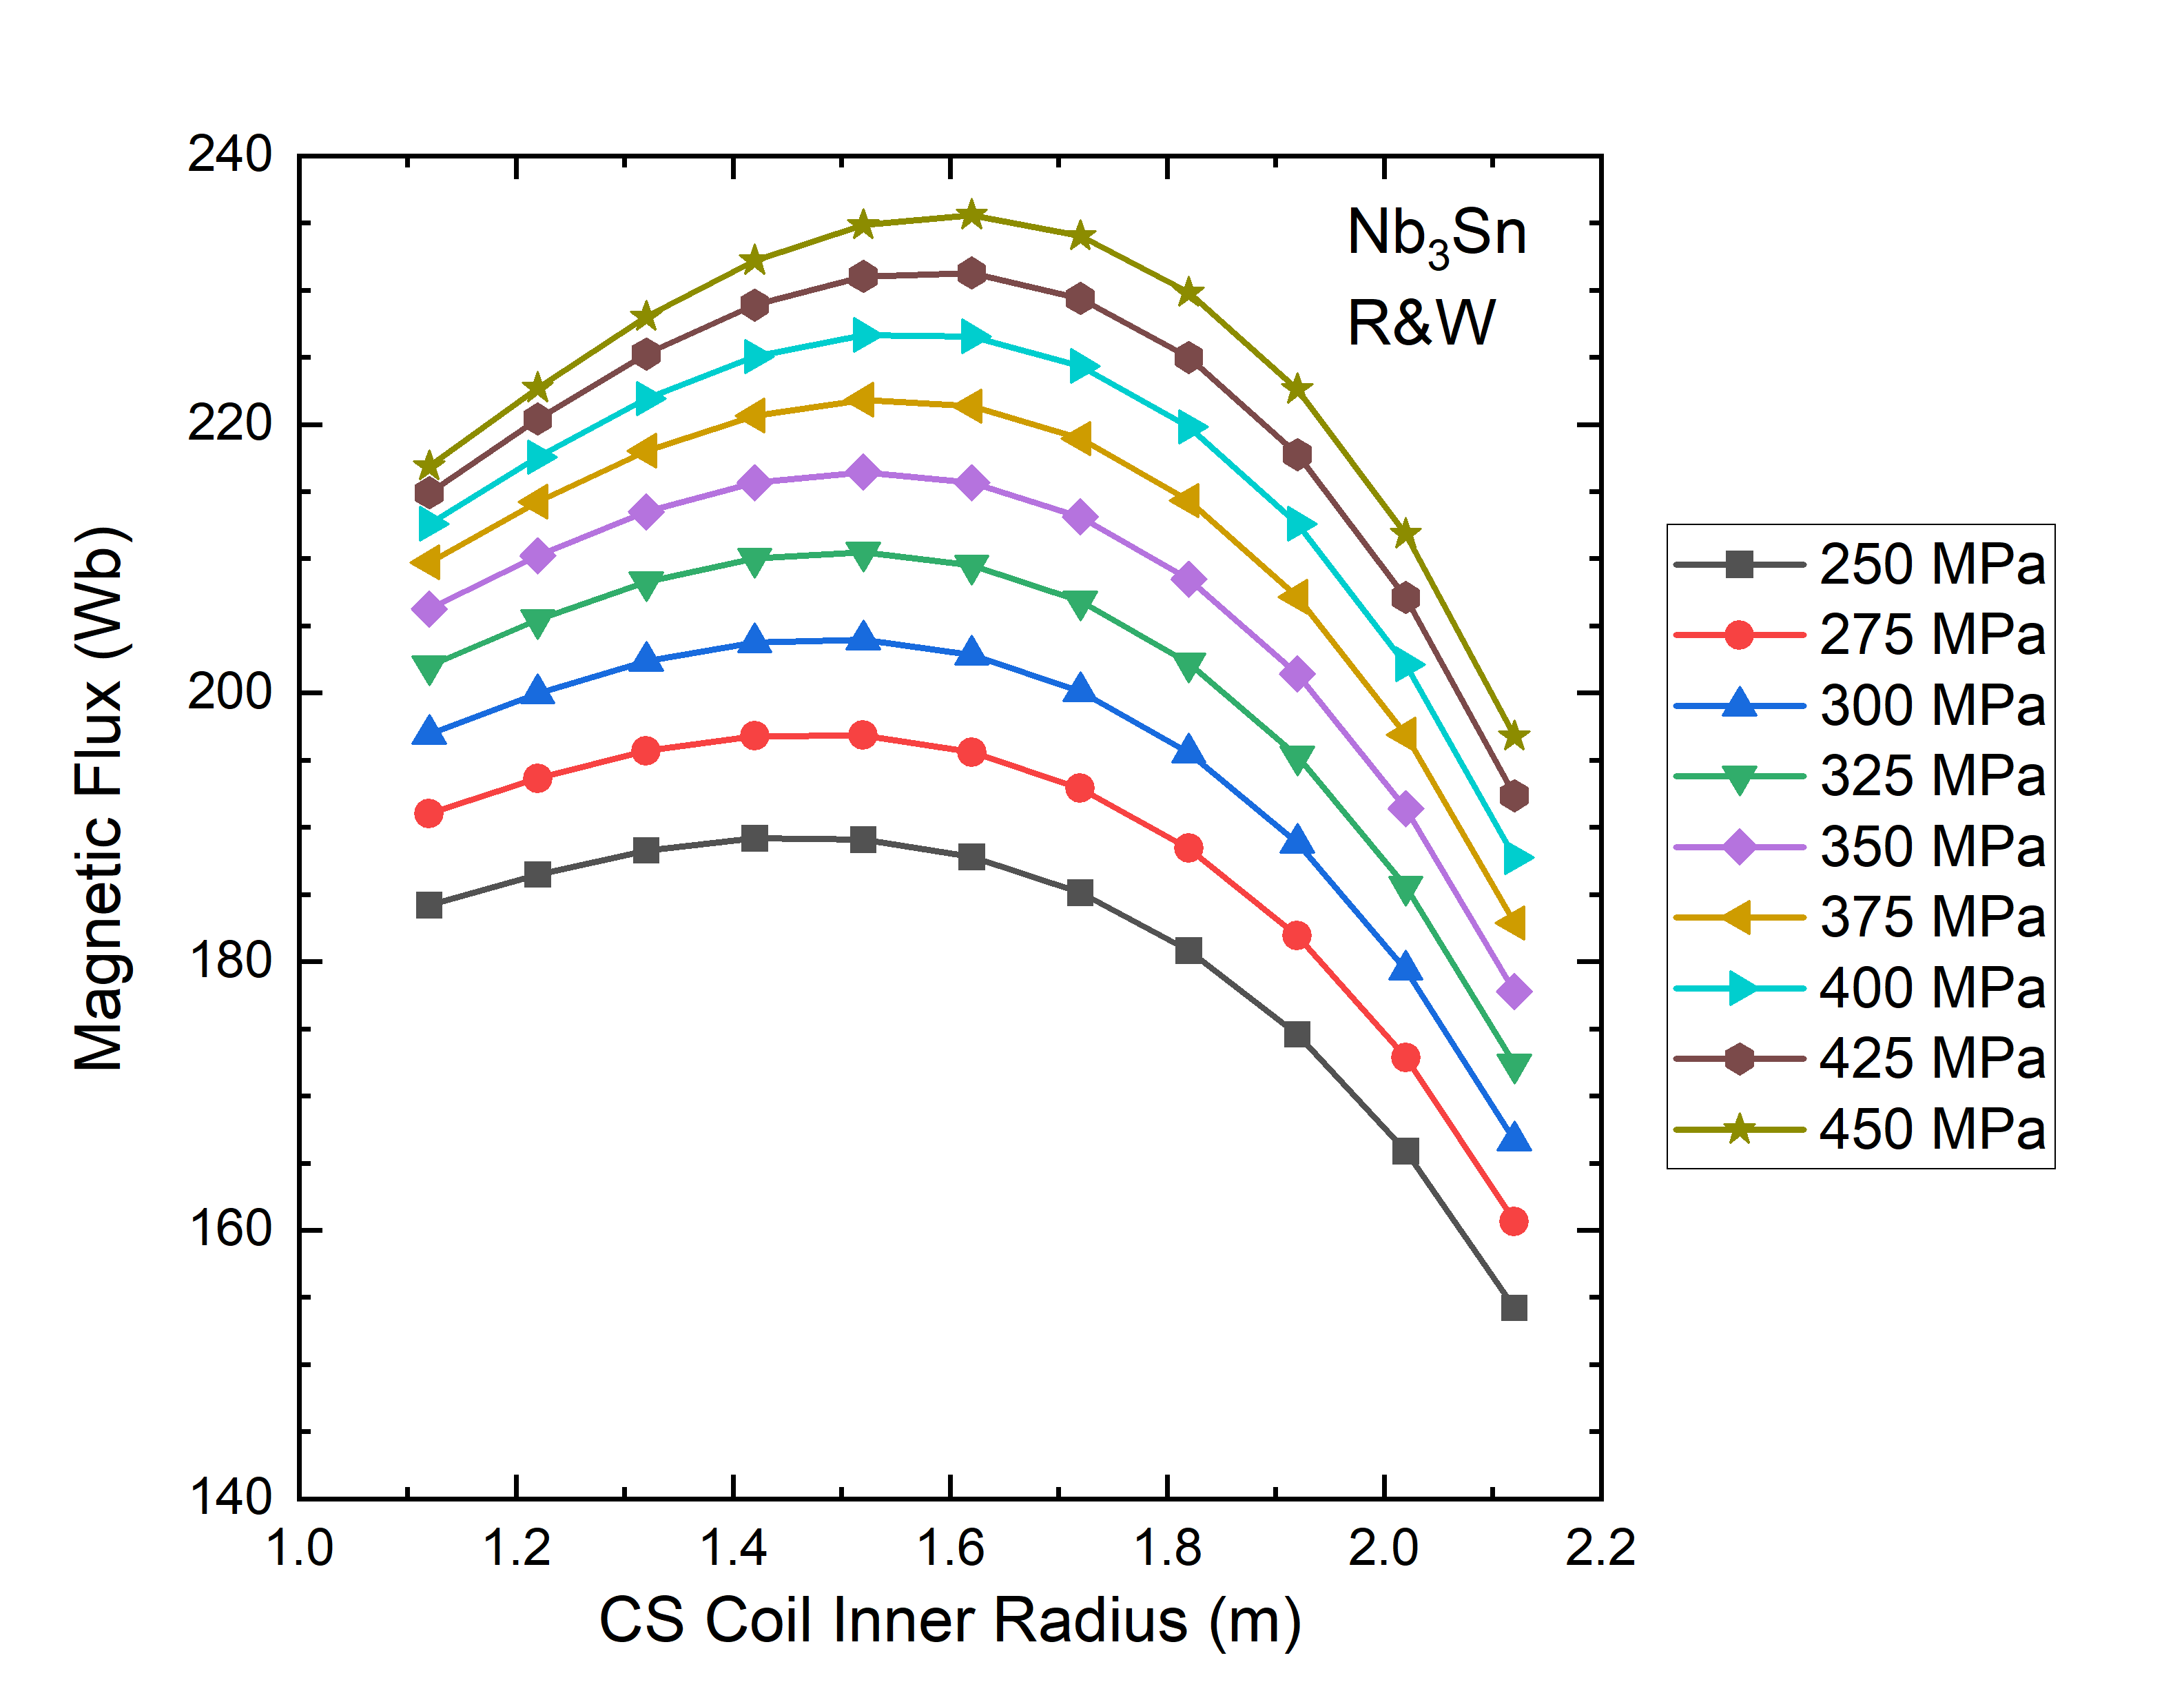 240
220
200
180
160
140
1.0 1.2 1.4 1.6 1.8 2.0 2.2
Magnetic Flux (Wb)
CS Coil Inner Radius (m)
Nb₃Sn
R&W
250 MPa
275 MPa
300 MPa
325 MPa
350 MPa
375 MPa
400 MPa
425 MPa
450 MPa